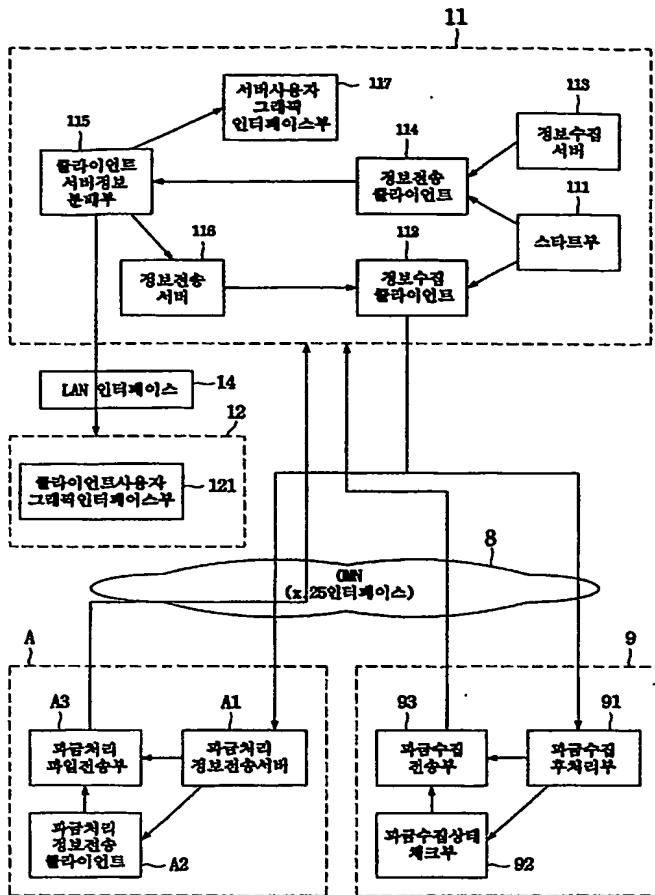 11
서버사용자
그래픽
인터페이스부
117
113
정보수집
서버
115
클라이언트
서버정보
분배부
114
정보전송
클라이언트
111
스타트부
116
정보전송
서버
112
정보수집
클라이언트
LAN 인터페이스
14
12
클라이언트사용자
그래픽인터페이스부
121
8
OMN
(x.25인터페이스)
A
A3
과금처리
파일전송부
A1
과금처리
정보전송서버
과금처리
정보전송
클라이언트
A2
9
93
과금수집
전송부
91
과금수집
후처리부
과금수집상태
체크부
92